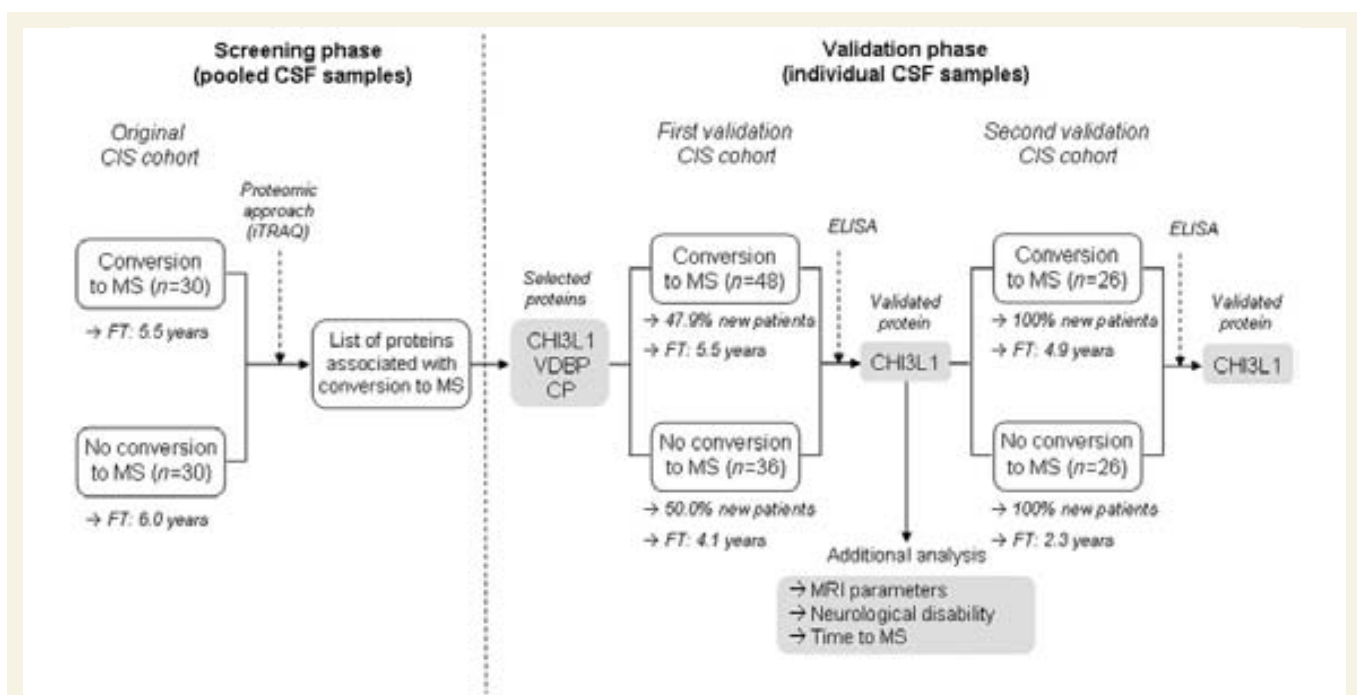 Screening phase
(pooled CSF samples)
Original
CIS cohort
Proteomic
approach
(iTRAQ)
Conversion
to MS (n=30)
→ FT: 5.5 years
List of proteins
associated with
conversion to MS
No conversion
to MS (n=30)
→ FT: 6.0 years
Validation phase
(individual CSF samples)
First validation
CIS cohort
Second validation
CIS cohort
Selected
proteins
CHI3L1
VDBP
CP
Conversion
to MS (n=48)
→ 47.9% new patients
→ FT: 5.5 years
No conversion
to MS (n=36)
→ 50.0% new patients
→ FT: 4.1 years
ELISA
Validated
protein
CHI3L1
Additional analysis
→ MRI parameters
→ Neurological disability
→ Time to MS
Conversion
to MS (n=26)
→ 100% new patients
→ FT: 4.9 years
No conversion
to MS (n=26)
→ 100% new patients
→ FT: 2.3 years
ELISA
Validated
protein
CHI3L1